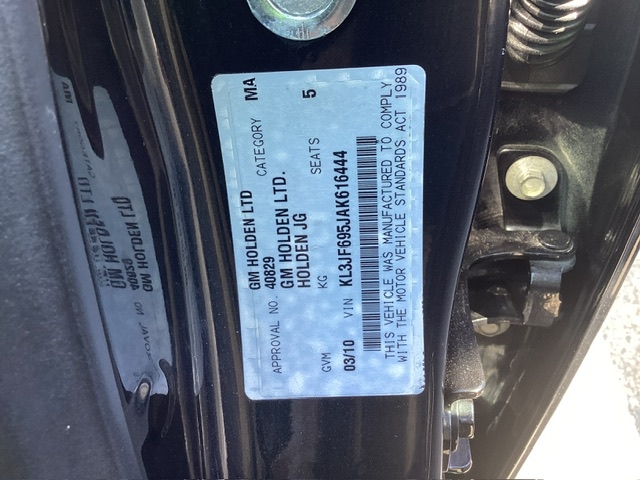 GM HOLDEN LTD
APPROVAL NO. 40829 CATEGORY MA
GM HOLDEN LTD.
HOLDEN JG SEATS 5
GVM KG
03/10 VIN KL3JF695JAK616444
THIS VEHICLE WAS MANUFACTURED TO COMPLY
WITH THE MOTOR VEHICLE STANDARDS ACT 1989